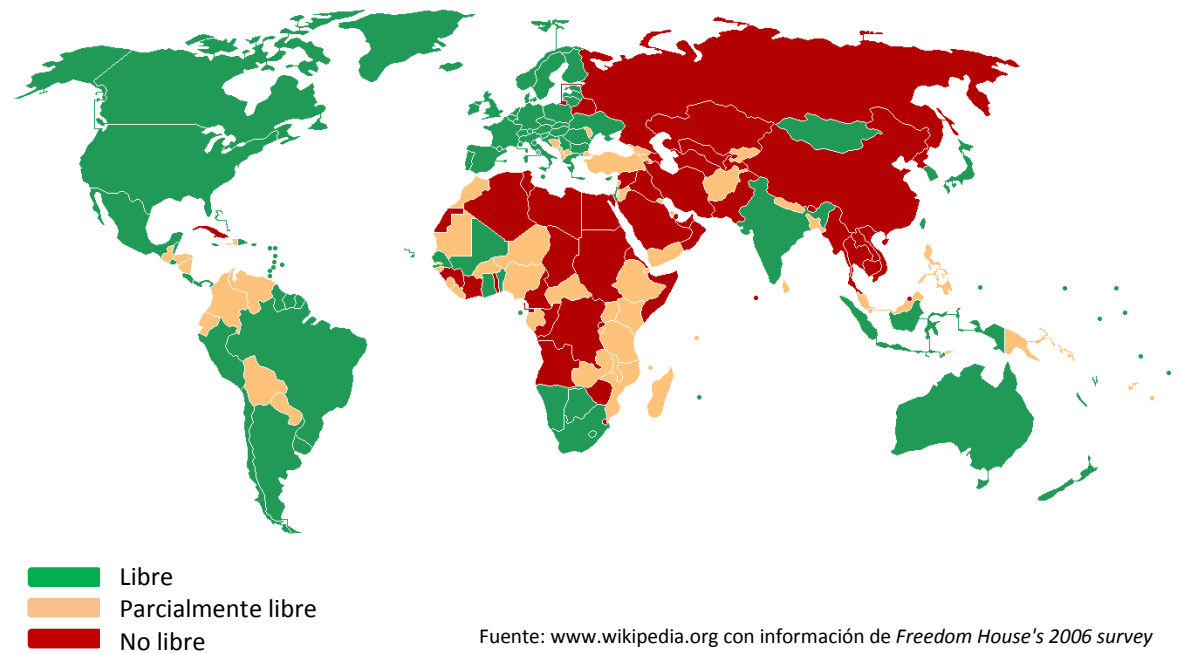 Libre
Parcialmente libre
No libre
Fuente: www.wikipedia.org con información de Freedom House's 2006 survey